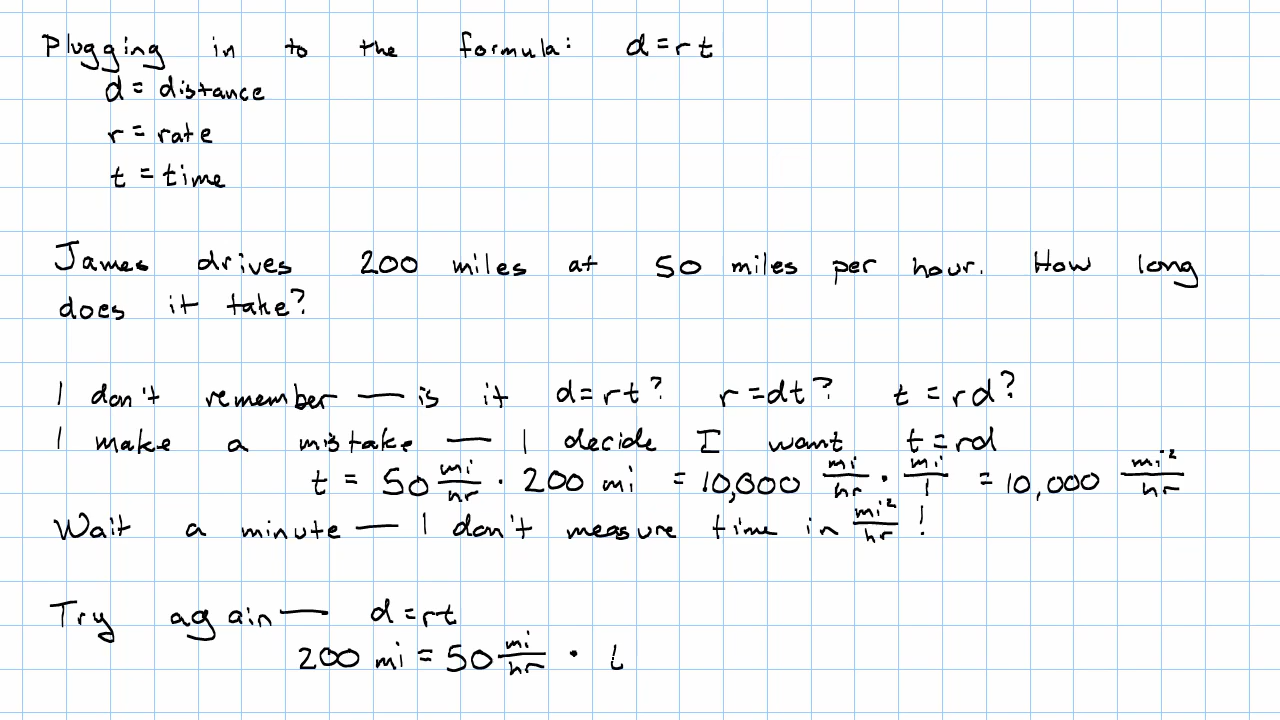 Plugging in to the formula: d=rt
d = distance
r = rate
t = time
James drives 200 miles at 50 miles per hour. How long
does it take?
I don't remember — is it d=rt? r=dt? t=rd?
I make a mistake — I decide I want t=rd
t = 50 mi/hr · 200 mi = 10,000 mi/hr · mi/1 = 10,000 mi²/hr
Wait a minute — I don't measure time in mi²/hr!
Try again — d=rt
200 mi = 50 mi/hr ·